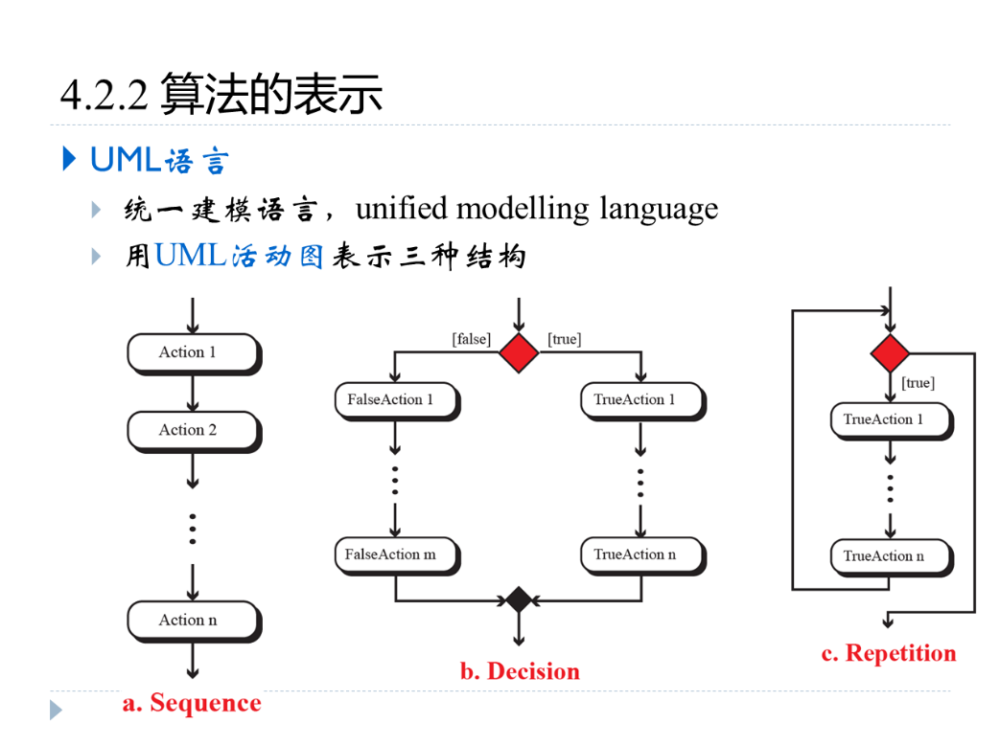 4.2.2 算法的表示
UML语言
统一建模语言，unified modelling language
用UML活动图表示三种结构
Action 1
Action 2
Action n
a. Sequence
[false] [true]
FalseAction 1
TrueAction 1
FalseAction m
TrueAction n
b. Decision
[true]
TrueAction 1
TrueAction n
c. Repetition